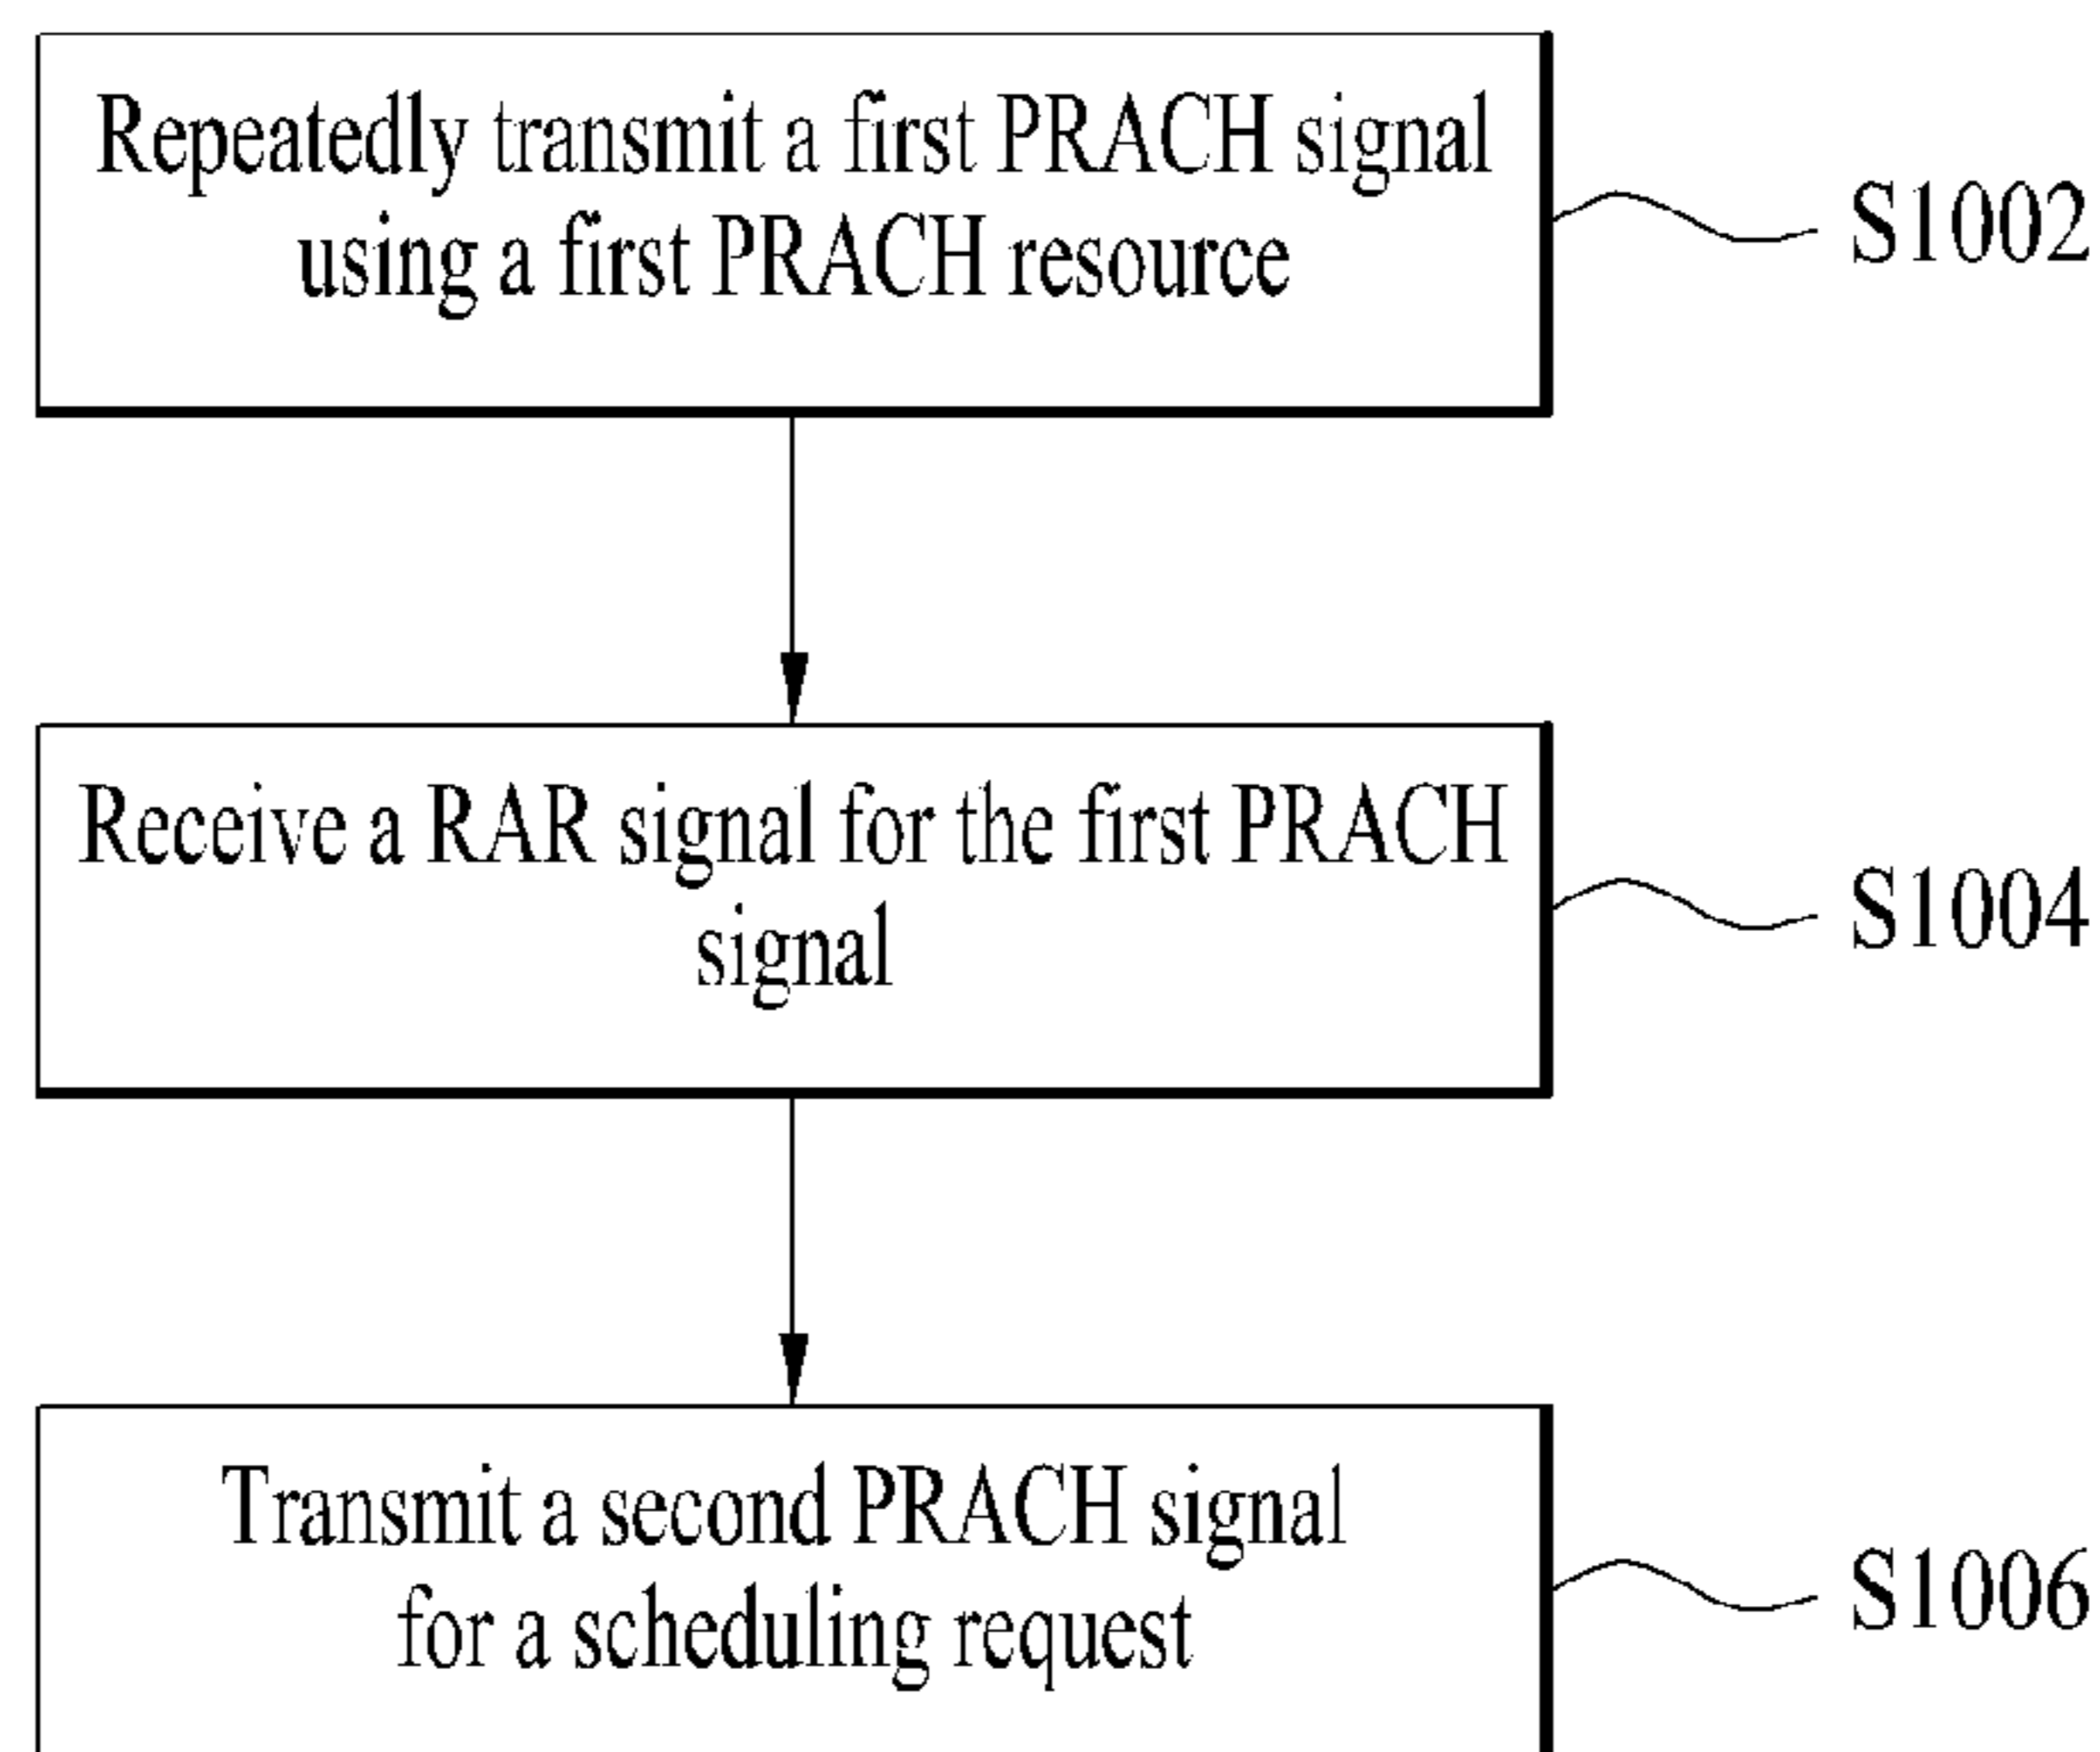 Repeatedly transmit a first PRACH signal
using a first PRACH resource
S1002
Receive a RAR signal for the first PRACH
signal
S1004
Transmit a second PRACH signal
for a scheduling request
S1006